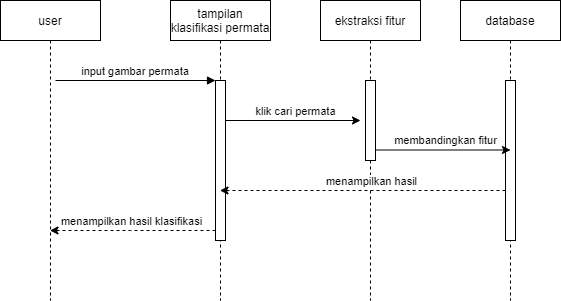 user
tampilan
klasifikasi permata
ekstraksi fitur
database
input gambar permata
klik cari permata
membandingkan fitur
menampilkan hasil
menampilkan hasil klasifikasi